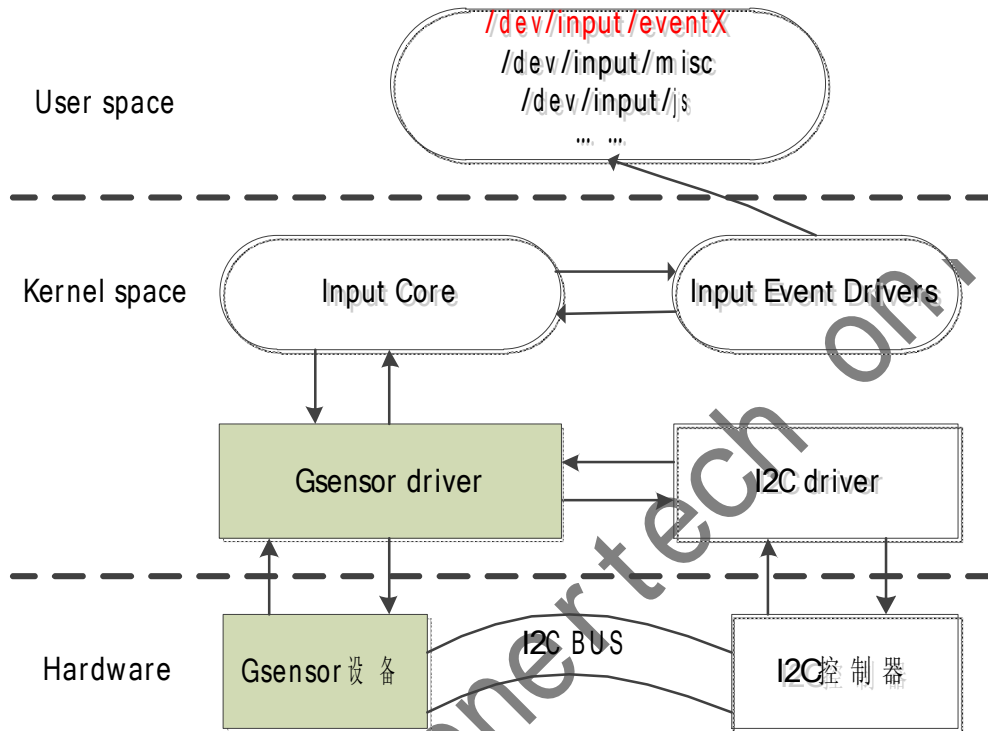 /dev/input/eventX
/dev/input/misc
/dev/input/js
... ...
User space
Kernel space
Input Core
Input Event Drivers
Gsensor driver
I2C driver
Hardware
Gsensor设备
I2C BUS
I2C控制器